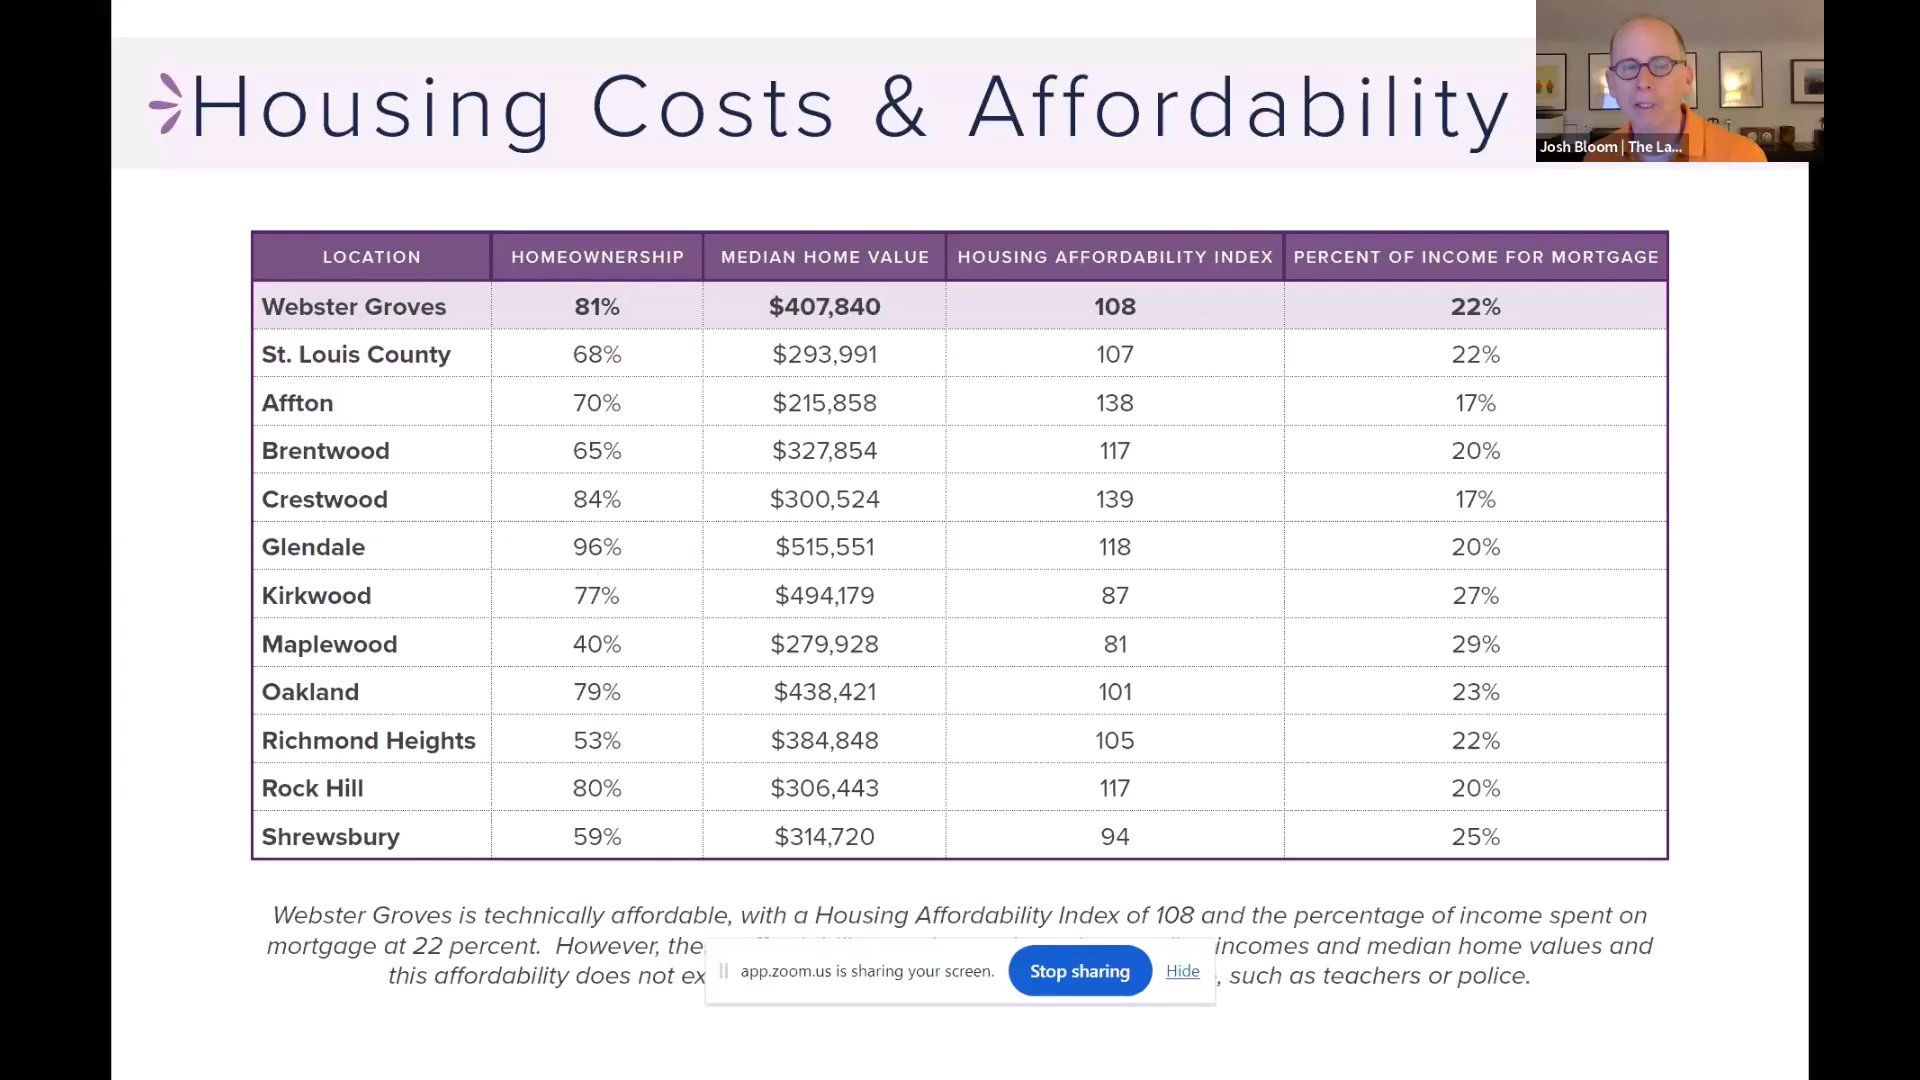 Housing Costs & Affordability
Josh Bloom | The La...
LOCATION HOMEOWNERSHIP MEDIAN HOME VALUE HOUSING AFFORDABILITY INDEX PERCENT OF INCOME FOR MORTGAGE
Webster Groves 81% $407,840 108 22%
St. Louis County 68% $293,991 107 22%
Affton 70% $215,858 138 17%
Brentwood 65% $327,854 117 20%
Crestwood 84% $300,524 139 17%
Glendale 96% $515,551 118 20%
Kirkwood 77% $494,179 87 27%
Maplewood 40% $279,928 81 29%
Oakland 79% $438,421 101 23%
Richmond Heights 53% $384,848 105 22%
Rock Hill 80% $306,443 117 20%
Shrewsbury 59% $314,720 94 25%
Webster Groves is technically affordable, with a Housing Affordability Index of 108 and the percentage of income spent on
mortgage at 22 percent. However, incomes and median home values and
this affordability does not , such as teachers or police.
app.zoom.us is sharing your screen. Stop sharing Hide